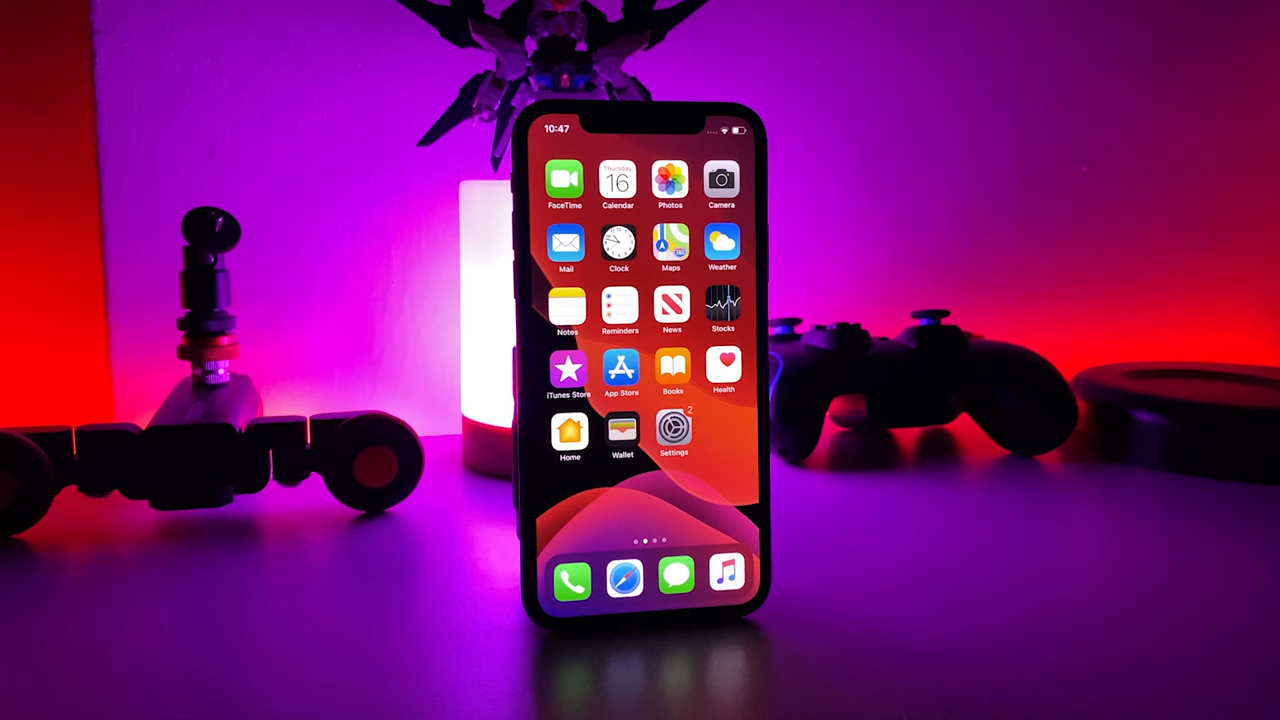 10:47
Thursday
16
FaceTime
Calendar
Photos
Camera
Mail
Clock
Maps
Weather
Notes
Reminders
News
Stocks
iTunes Store
App Store
Books
Health
2
Home
Wallet
Settings